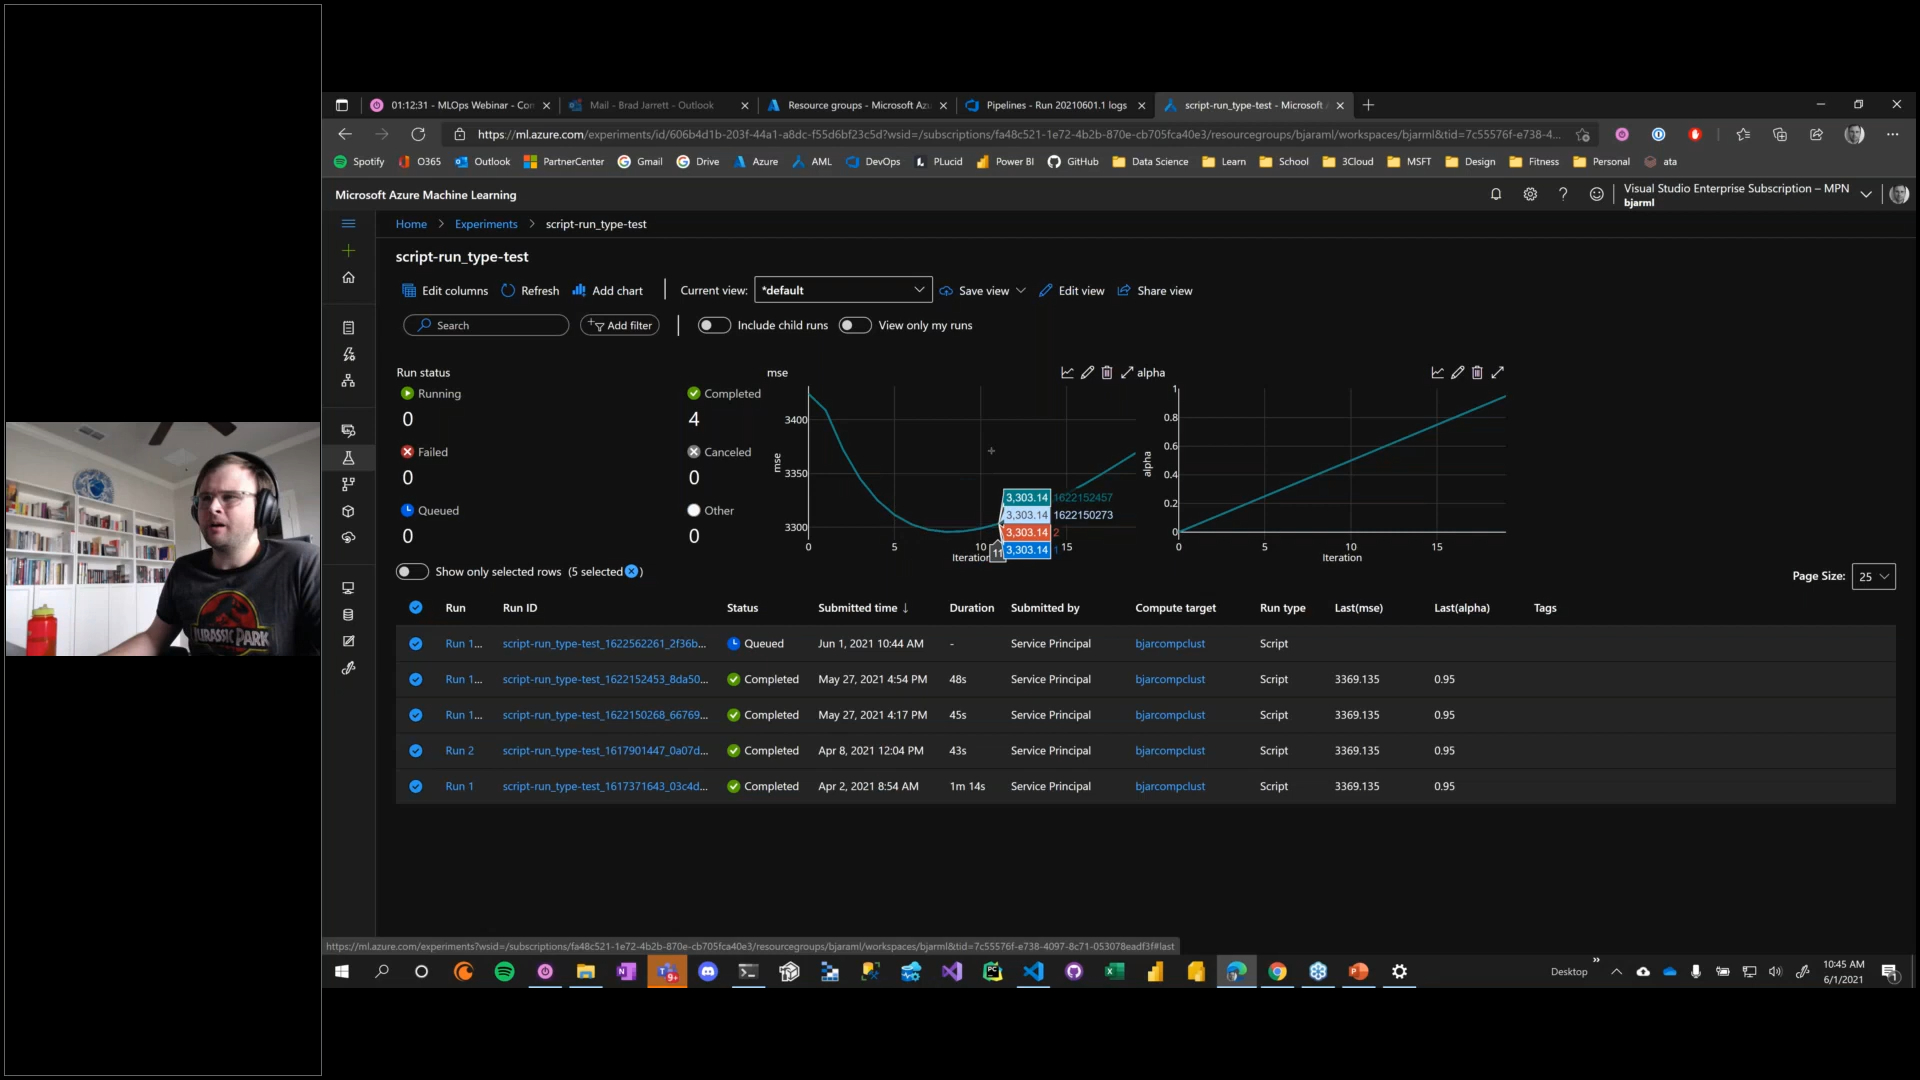 01:12:31 - MLOps Webinar - Con
Mail - Brad Jarrett - Outlook
Resource groups - Microsoft Azu
Pipelines - Run 20210601.1 logs
script-run_type-test - Microsoft A
https://ml.azure.com/experiments/id/606b4d1b-203f-44a1-a8dc-f55d6bf23c5d?wsid=/subscriptions/fa48c521-1e72-4b2b-870e-cb705fca40e3/resourcegroups/bjaraml/workspaces/bjarml&tid=7c55576f-e738-4...
Spotify O365 Outlook PartnerCenter Gmail Drive Azure AML DevOps PLucid Power BI GitHub Data Science Learn School 3Cloud MSFT Design Fitness Personal ata
Microsoft Azure Machine Learning
Visual Studio Enterprise Subscription – MPN
bjarml
Home > Experiments > script-run_type-test
script-run_type-test
Edit columns Refresh Add chart Current view: *default Save view Edit view Share view
Search Add filter Include child runs View only my runs
Run status
Running
0
Completed
4
Failed
0
Canceled
0
Queued
0
Other
0
mse
mse
3400
3350
3300
0 5 10 15
Iteration
11
3,303.14 1622152457
3,303.14 1622150273
3,303.14 2
3,303.14 1
alpha
alpha
1
0.8
0.6
0.4
0.2
0
0 5 10 15
Iteration
Show only selected rows (5 selected )
Page Size: 25
Run Run ID Status Submitted time ↓ Duration Submitted by Compute target Run type Last(mse) Last(alpha) Tags
Run 1... script-run_type-test_1622562261_2f36b... Queued Jun 1, 2021 10:44 AM - Service Principal bjarcompclust Script
Run 1... script-run_type-test_1622152453_8da50... Completed May 27, 2021 4:54 PM 48s Service Principal bjarcompclust Script 3369.135 0.95
Run 1... script-run_type-test_1622150268_66769... Completed May 27, 2021 4:17 PM 45s Service Principal bjarcompclust Script 3369.135 0.95
Run 2 script-run_type-test_1617901447_0a07d... Completed Apr 8, 2021 12:04 PM 43s Service Principal bjarcompclust Script 3369.135 0.95
Run 1 script-run_type-test_1617371643_03c4d... Completed Apr 2, 2021 8:54 AM 1m 14s Service Principal bjarcompclust Script 3369.135 0.95
https://ml.azure.com/experiments?wsid=/subscriptions/fa48c521-1e72-4b2b-870e-cb705fca40e3/resourcegroups/bjaraml/workspaces/bjarml&tid=7c55576f-e738-4097-8c71-053078eadf3f#last
Desktop
10:45 AM
6/1/2021
JURASSIC PARK